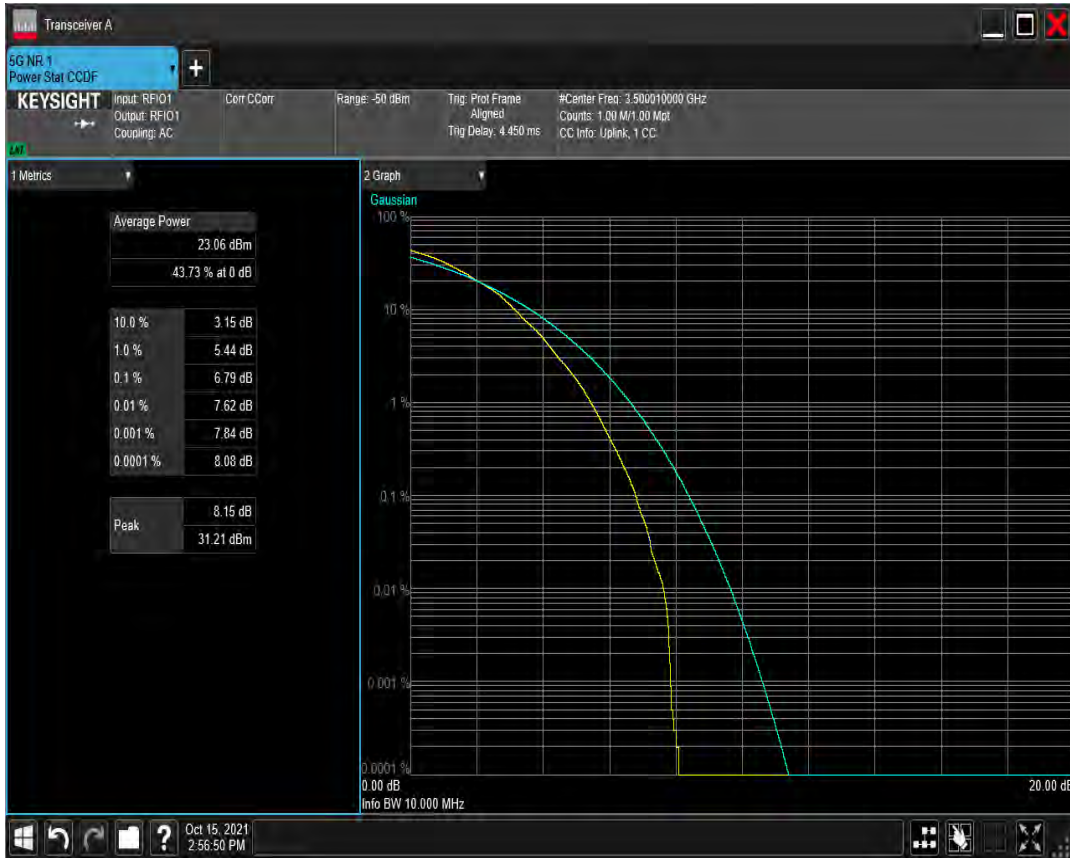 Transceiver A
5G NR 1
Power Stat CCDF
+
KEYSIGHT
Input: RFIO1
Output: RFIO1
Coupling: AC
Corr CCorr
Range: -50 dBm
Trig: Prot Frame
Aligned
Trig Delay: 4.450 ms
#Center Freq: 3.500010000 GHz
Counts: 1.00 M/1.00 Mpt
CC Info: Uplink, 1 CC
1 Metrics
Average Power
23.06 dBm
43.73 % at 0 dB
10.0 % 3.15 dB
1.0 % 5.44 dB
0.1 % 6.79 dB
0.01 % 7.62 dB
0.001 % 7.84 dB
0.0001 % 8.08 dB
Peak 8.15 dB
31.21 dBm
2 Graph
Gaussian
100 %
10 %
1 %
0.1 %
0.01 %
0.001 %
0.0001 %
0.00 dB
20.00 dB
Info BW 10.000 MHz
?
Oct 15, 2021
2:56:50 PM